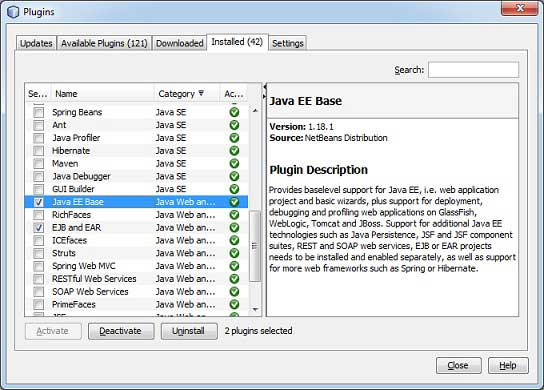 Plugins
Updates
Available Plugins (121)
Downloaded
Installed (42)
Settings
Search:
Se...
Name
Category
Ac...
Spring Beans Java SE
Ant Java SE
Java Profiler Java SE
Hibernate Java SE
Maven Java SE
Java Debugger Java SE
GUI Builder Java SE
Java EE Base Java Web an...
RichFaces Java Web an...
EJB and EAR Java Web an...
ICEfaces Java Web an...
Struts Java Web an...
Spring Web MVC Java Web an...
RESTful Web Services Java Web an...
SOAP Web Services Java Web an...
PrimeFaces Java Web an...
JSF Java Web an...
Java EE Base
Version: 1.18.1
Source: NetBeans Distribution
Plugin Description
Provides baselevel support for Java EE, i.e. web application
project and basic wizards, plus support for deployment,
debugging and profiling web applications on GlassFish,
WebLogic, Tomcat and JBoss. Support for additional Java EE
technologies such as Java Persistence, JSF and JSF component
suites, REST and SOAP web services, EJB or EAR projects
needs to be installed and enabled separately, as well as support
for more web frameworks such as Spring or Hibernate.
Activate
Deactivate
Uninstall
2 plugins selected
Close
Help